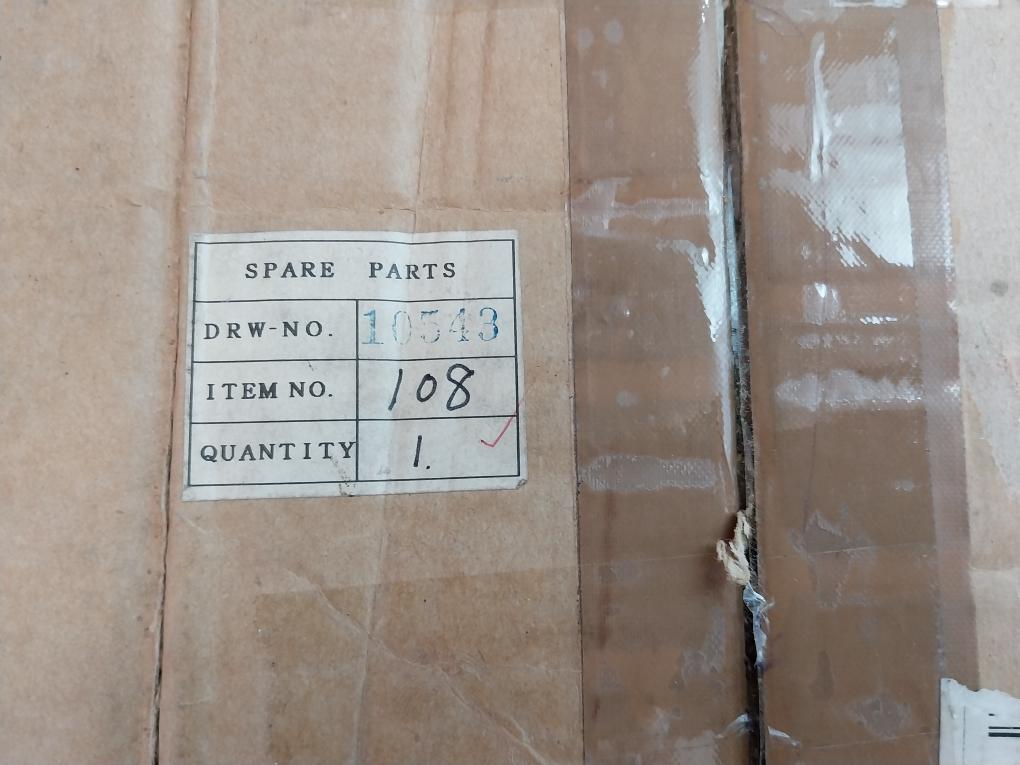 SPARE PARTS
DRW-NO. 10543
ITEM NO. 108
QUANTITY 1.